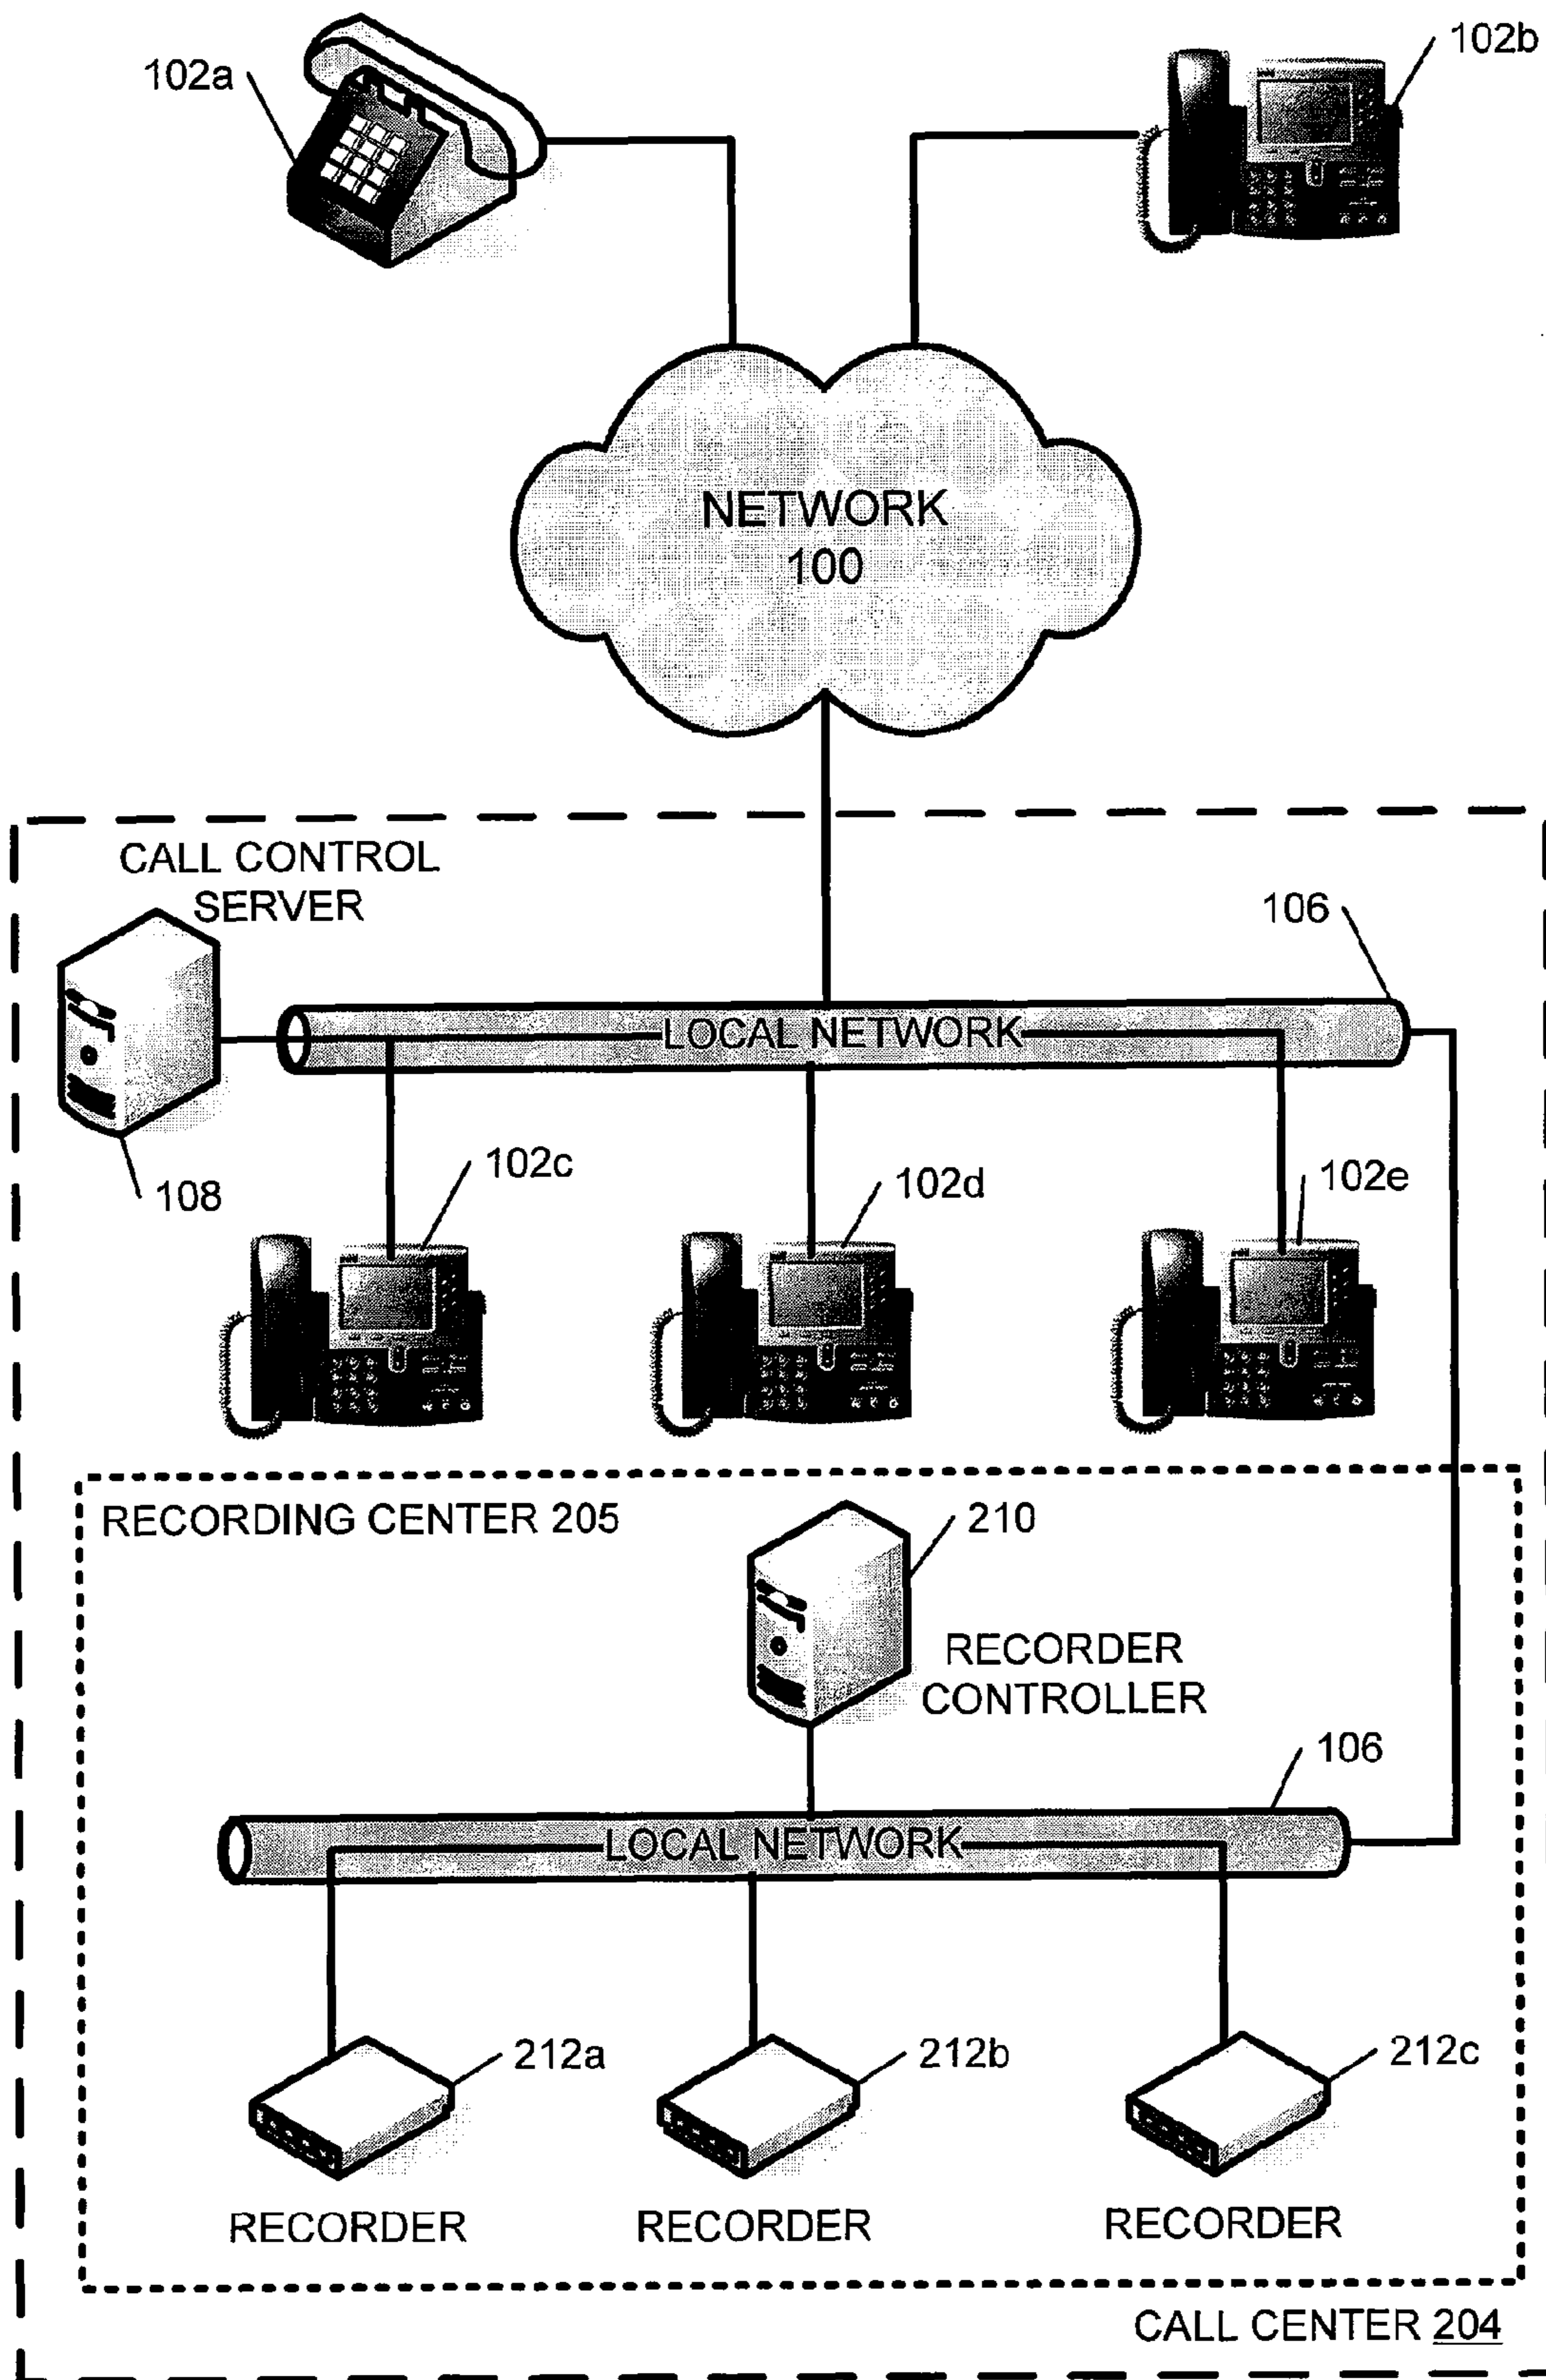 102a
102b
NETWORK
100
CALL CONTROL
SERVER
106
LOCAL NETWORK
108
102c
102d
102e
RECORDING CENTER 205
210
RECORDER
CONTROLLER
106
LOCAL NETWORK
212a
212b
212c
RECORDER
RECORDER
RECORDER
CALL CENTER 204